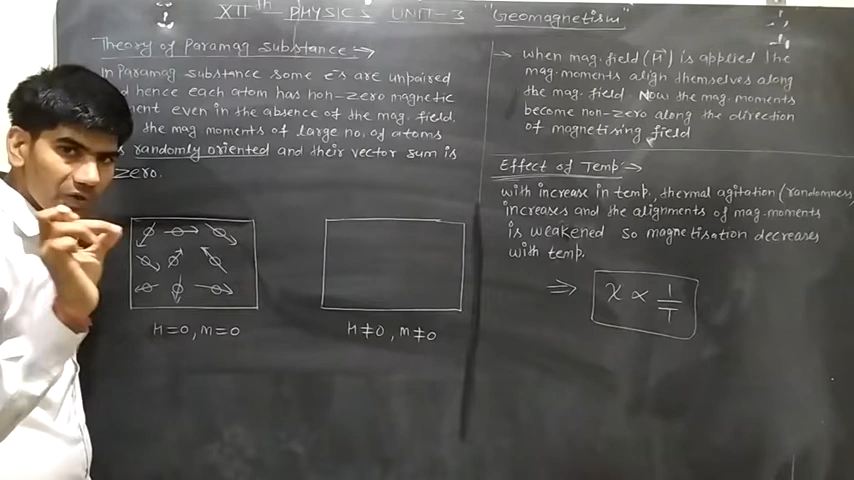 XIIth PHYSICS UNIT-3 "Geomagnetism"
Theory of Paramag substance:→
In Paramag substance some e's are unpaired
hence each atom has non-zero magnetic
even in the absence of the mag. field.
the mag moments of large no. of atoms
randomly oriented and their vector sum is
zero.
H=0, M=0
H≠0, M≠0
→ when mag. field (H⃗) is applied the
mag. moments align themselves along
the mag. field. Now the mag. moments
become non-zero along the direction
of magnetising field
Effect of Temp:→
with increase in temp, thermal agitation (randomness
increases and the alignments of mag. moments
is weakened so magnetisation decreases
with temp.
⇒ χ ∝ 1/T